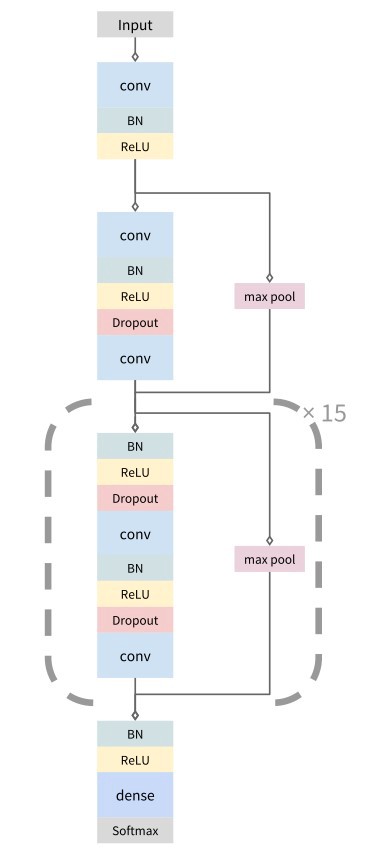 Input
conv
BN
ReLU
conv
BN
ReLU
max pool
Dropout
conv
× 15
BN
ReLU
Dropout
conv
max pool
BN
ReLU
Dropout
conv
BN
ReLU
dense
Softmax